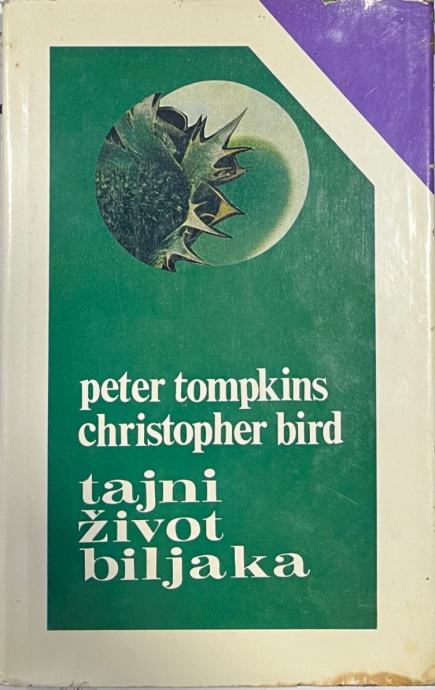 peter tompkins
christopher bird
tajni
život
biljaka